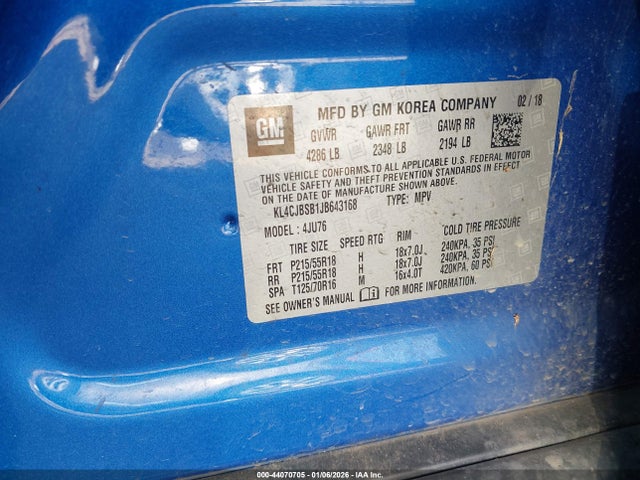 GM
MFD BY GM KOREA COMPANY 02 / 18
GVWR GAWR FRT GAWR RR
4286 LB 2348 LB 2194 LB
THIS VEHICLE CONFORMS TO ALL APPLICABLE U.S. FEDERAL MOTOR
VEHICLE SAFETY AND THEFT PREVENTION STANDARDS IN EFFECT
ON THE DATE OF MANUFACTURE SHOWN ABOVE.
KL4CJBSB1JB643168 TYPE: MPV
MODEL : 4JU76
TIRE SIZE SPEED RTG RIM COLD TIRE PRESSURE
FRT P215/55R18 H 18x7.0J 240KPA, 35 PSI
RR P215/55R18 H 18x7.0J 240KPA, 35 PSI
SPA T125/70R16 M 16x4.0T 420KPA, 60 PSI
SEE OWNER'S MANUAL FOR MORE INFORMATION.
000-44070705 - 01/06/2026 - IAA Inc.